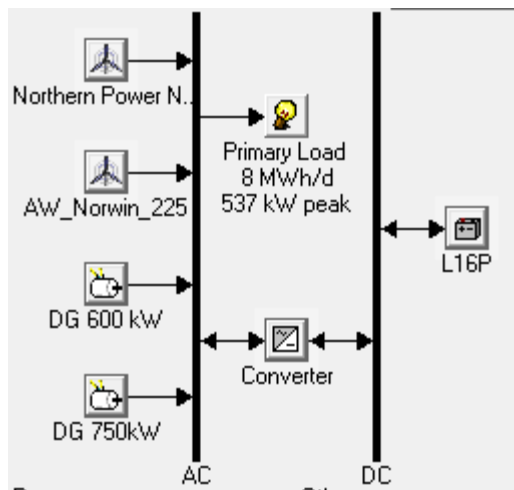 Northern Power N..
Primary Load
8 MWh/d
537 kW peak
AW_Norwin_225
L16P
DG 600 kW
Converter
DG 750kW
AC
DC